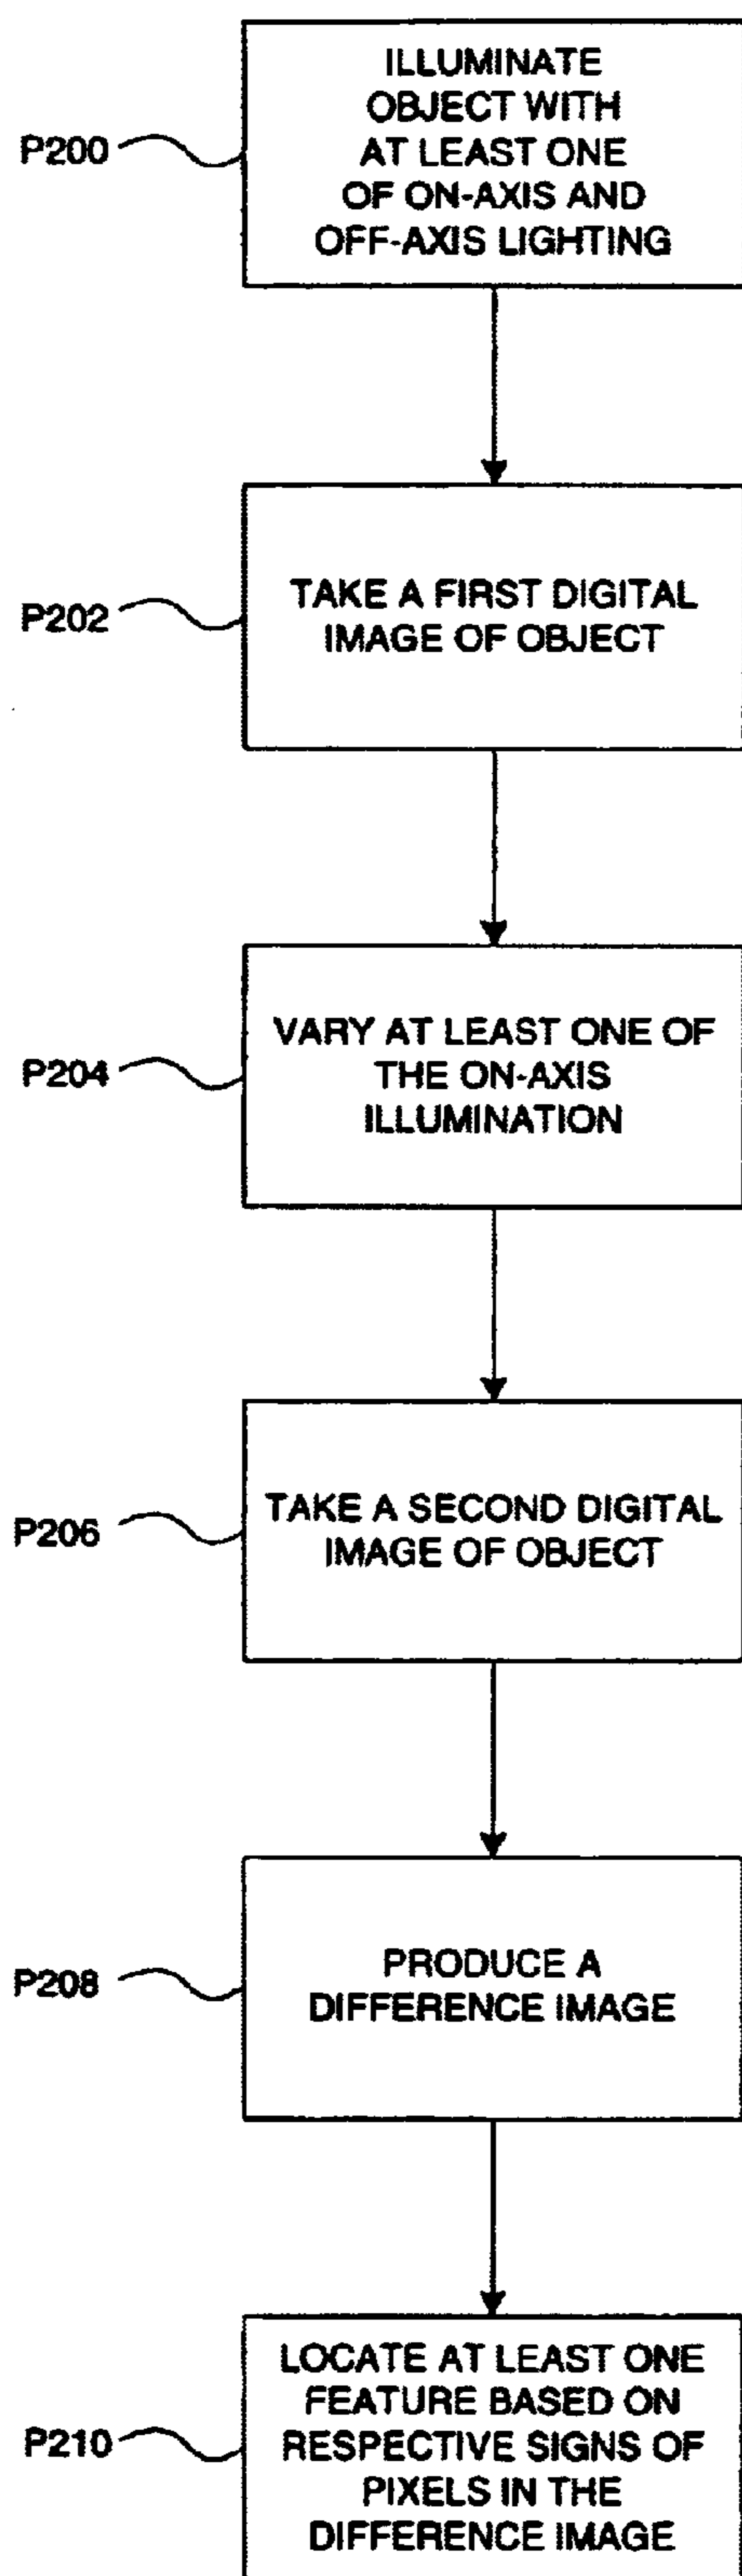 P200
ILLUMINATE
OBJECT WITH
AT LEAST ONE
OF ON-AXIS AND
OFF-AXIS LIGHTING
P202
TAKE A FIRST DIGITAL
IMAGE OF OBJECT
P204
VARY AT LEAST ONE OF
THE ON-AXIS
ILLUMINATION
P206
TAKE A SECOND DIGITAL
IMAGE OF OBJECT
P208
PRODUCE A
DIFFERENCE IMAGE
P210
LOCATE AT LEAST ONE
FEATURE BASED ON
RESPECTIVE SIGNS OF
PIXELS IN THE
DIFFERENCE IMAGE